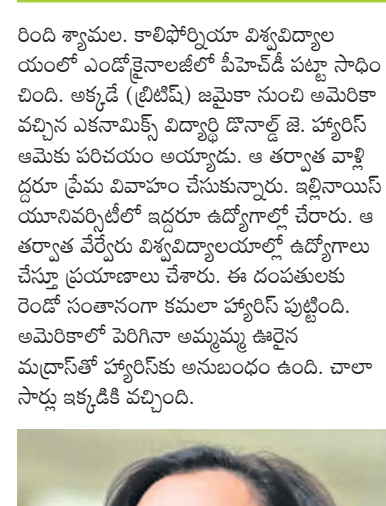 రింది శ్యామల. కాలిఫోర్నియా విశ్వవిద్యాల
యంలో ఎండోక్రైనాలజీలో పీహెచ్‌డీ పట్టా సాధిం
చింది. అక్కడే (బ్రిటిష్) జమైకా నుంచి అమెరికా
వచ్చిన ఎకనామిక్స్ విద్యార్థి డొనాల్డ్ జె. హ్యారిస్
ఆమెకు పరిచయం అయ్యాడు. ఆ తర్వాత వాళ్లి
ద్దరూ ప్రేమ వివాహం చేసుకున్నారు. ఇల్లినాయిస్
యూనివర్సిటీలో ఇద్దరూ ఉద్యోగాల్లో చేరారు. ఆ
తర్వాత వేర్వేరు విశ్వవిద్యాలయాల్లో ఉద్యోగాలు
చేస్తూ ప్రయాణాలు చేశారు. ఈ దంపతులకు
రెండో సంతానంగా కమలా హ్యారిస్ పుట్టింది.
అమెరికాలో పెరిగినా అమ్మమ్మ ఊరైన
మద్రాస్‌తో హ్యారిస్‌కు అనుబంధం ఉంది. చాలా
సార్లు ఇక్కడికి వచ్చింది.